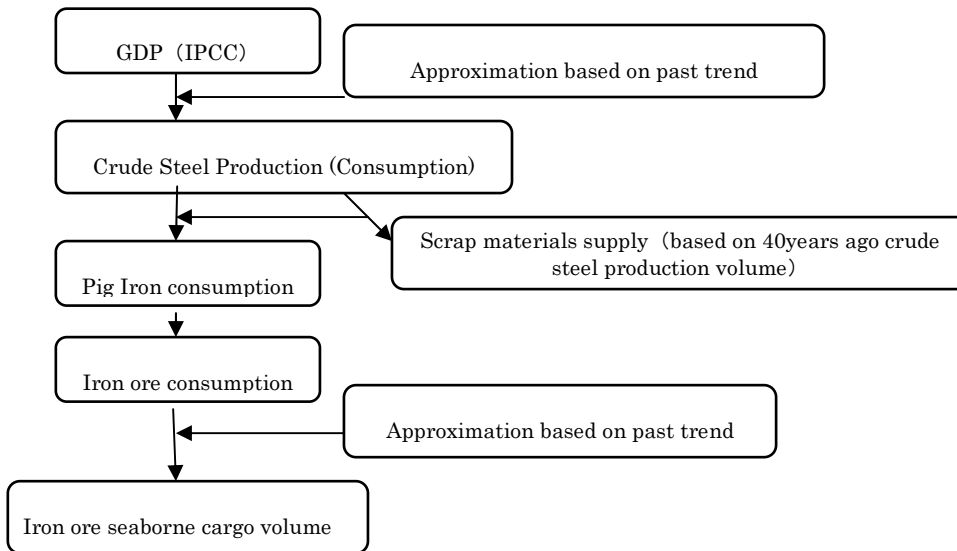 GDP（IPCC）
Approximation based on past trend
Crude Steel Production (Consumption)
Scrap materials supply（based on 40years ago crude
steel production volume）
Pig Iron consumption
Iron ore consumption
Approximation based on past trend
Iron ore seaborne cargo volume